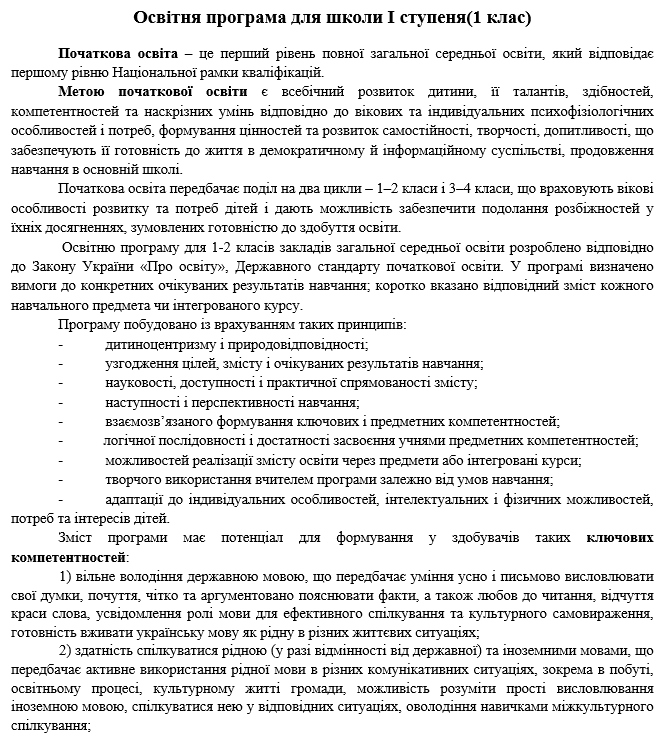 Освітня програма для школи І ступеня(1 клас)
Початкова освіта – це перший рівень повної загальної середньої освіти, який відповідає
першому рівню Національної рамки кваліфікацій.
Метою початкової освіти є всебічний розвиток дитини, її талантів, здібностей,
компетентностей та наскрізних умінь відповідно до вікових та індивідуальних психофізіологічних
особливостей і потреб, формування цінностей та розвиток самостійності, творчості, допитливості, що
забезпечують її готовність до життя в демократичному й інформаційному суспільстві, продовження
навчання в основній школі.
Початкова освіта передбачає поділ на два цикли – 1–2 класи і 3–4 класи, що враховують вікові
особливості розвитку та потреб дітей і дають можливість забезпечити подолання розбіжностей у
їхніх досягненнях, зумовлених готовністю до здобуття освіти.
Освітню програму для 1-2 класів закладів загальної середньої освіти розроблено відповідно
до Закону України «Про освіту», Державного стандарту початкової освіти. У програмі визначено
вимоги до конкретних очікуваних результатів навчання; коротко вказано відповідний зміст кожного
навчального предмета чи інтегрованого курсу.
Програму побудовано із врахуванням таких принципів:
- дитиноцентризму і природовідповідності;
- узгодження цілей, змісту і очікуваних результатів навчання;
- науковості, доступності і практичної спрямованості змісту;
- наступності і перспективності навчання;
- взаємозв’язаного формування ключових і предметних компетентностей;
- логічної послідовності і достатності засвоєння учнями предметних компетентностей;
- можливостей реалізації змісту освіти через предмети або інтегровані курси;
- творчого використання вчителем програми залежно від умов навчання;
- адаптації до індивідуальних особливостей, інтелектуальних і фізичних можливостей,
потреб та інтересів дітей.
Зміст програми має потенціал для формування у здобувачів таких ключових
компетентностей:
1) вільне володіння державною мовою, що передбачає уміння усно і письмово висловлювати
свої думки, почуття, чітко та аргументовано пояснювати факти, а також любов до читання, відчуття
краси слова, усвідомлення ролі мови для ефективного спілкування та культурного самовираження,
готовність вживати українську мову як рідну в різних життєвих ситуаціях;
2) здатність спілкуватися рідною (у разі відмінності від державної) та іноземними мовами, що
передбачає активне використання рідної мови в різних комунікативних ситуаціях, зокрема в побуті,
освітньому процесі, культурному житті громади, можливість розуміти прості висловлювання
іноземною мовою, спілкуватися нею у відповідних ситуаціях, оволодіння навичками міжкультурного
спілкування;